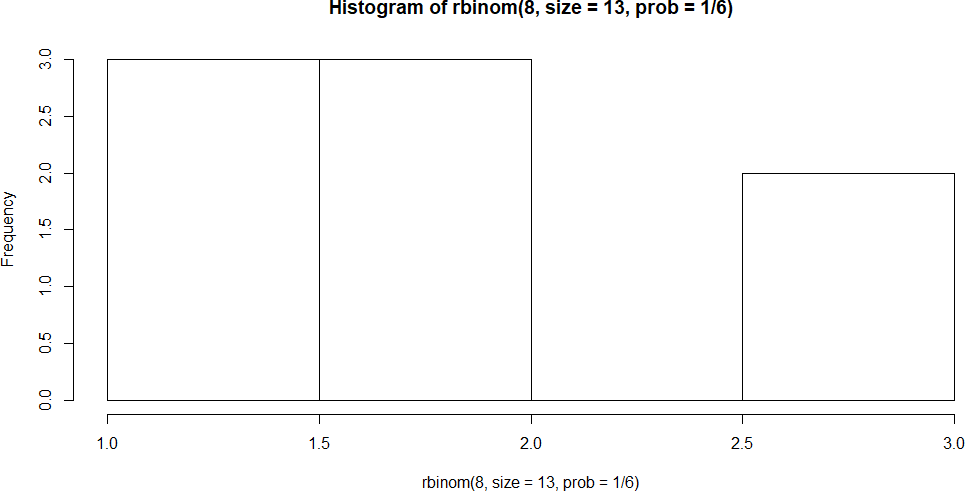 Histogram of rbinom(8, size = 13, prob = 1/6)
3.0
2.5
2.0
1.5
1.0
0.5
0.0
Frequency
1.0 1.5 2.0 2.5 3.0
rbinom(8, size = 13, prob = 1/6)